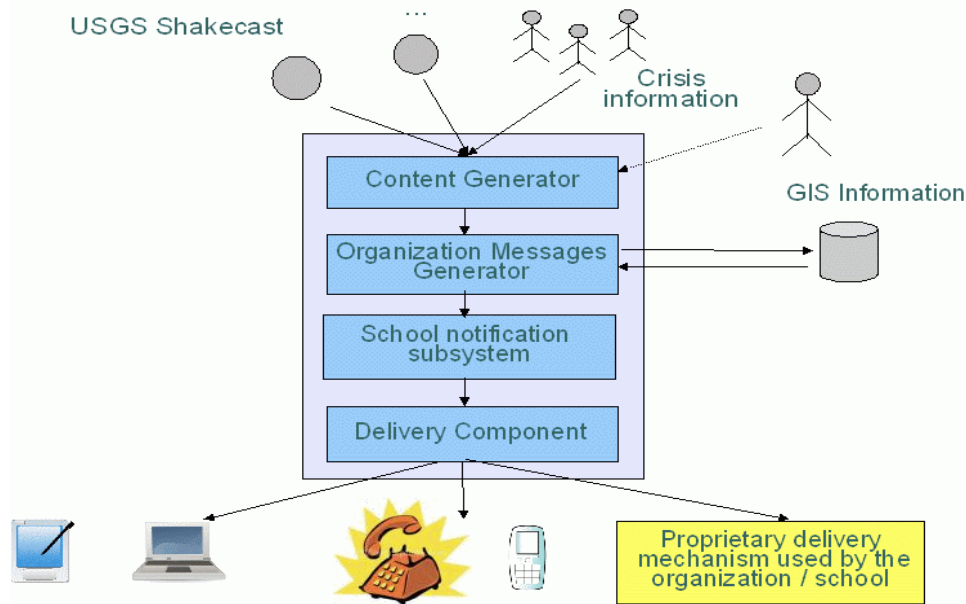 USGS Shakecast
...
Crisis
information
Content Generator
GIS Information
Organization Messages
Generator
School notification
subsystem
Delivery Component
Proprietary delivery
mechanism used by the
organization / school